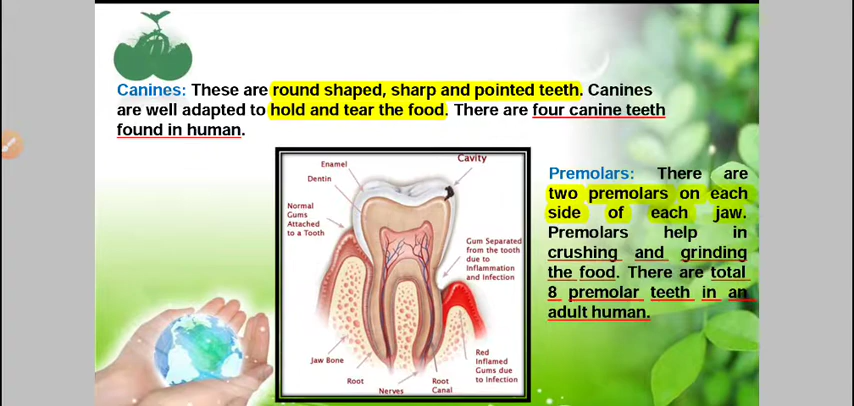 Canines: These are round shaped, sharp and pointed teeth. Canines
are well adapted to hold and tear the food. There are four canine teeth
found in human.
Premolars: There are
two premolars on each
side of each jaw.
Premolars help in
crushing and grinding
the food. There are total
8 premolar teeth in an
adult human.
Enamel
Cavity
Dentin
Normal
Gums
Attached
to a Tooth
Gum Separated
from the tooth
due to
Inflammation
and Infection
Jaw Bone
Root
Nerves
Root
Canal
Red
Inflamed
Gums due
to Infection